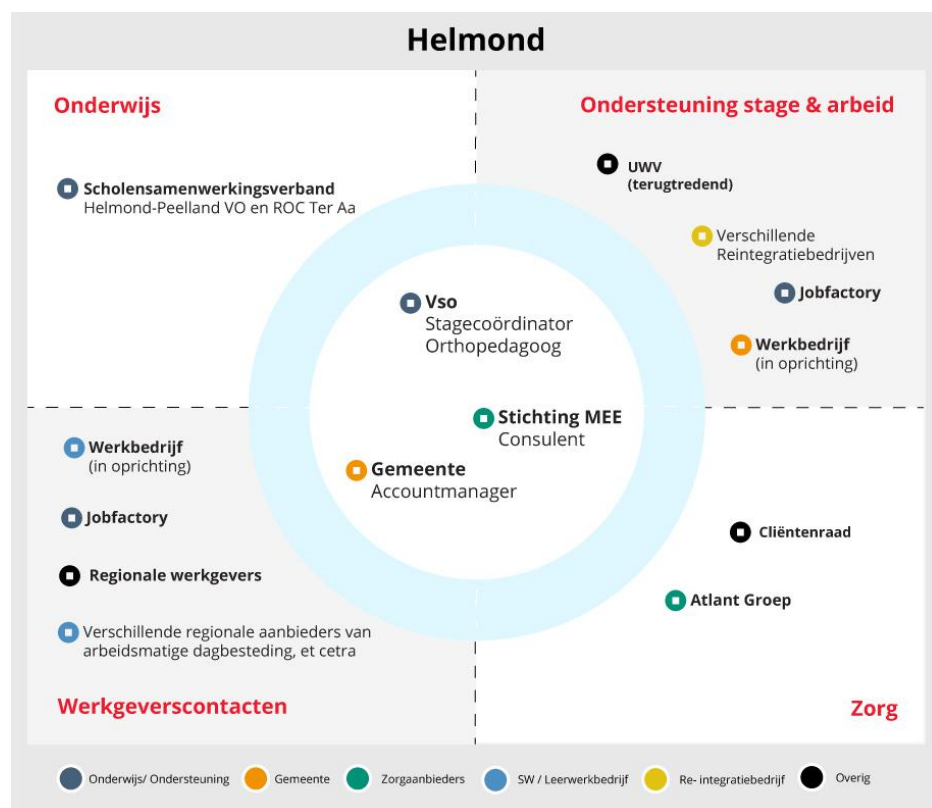 Helmond
Onderwijs
Scholensamenwerkingsverband
Helmond-Peelland VO en ROC Ter Aa
Ondersteuning stage & arbeid
UWV
(terugtredend)
Verschillende
Reintegratiebedrijven
Jobfactory
Werkbedrijf
(in oprichting)
Vso
Stagecoördinator
Orthopedagoog
Stichting MEE
Consulent
Gemeente
Accountmanager
Werkbedrijf
(in oprichting)
Jobfactory
Regionale werkgevers
Verschillende regionale aanbieders van
arbeidsmatige dagbesteding, et cetra
Werkgeverscontacten
Cliëntenraad
Atlant Groep
Zorg
Onderwijs/ Ondersteuning
Gemeente
Zorgaanbieders
SW / Leerwerkbedrijf
Re- integratiebedrijf
Overig